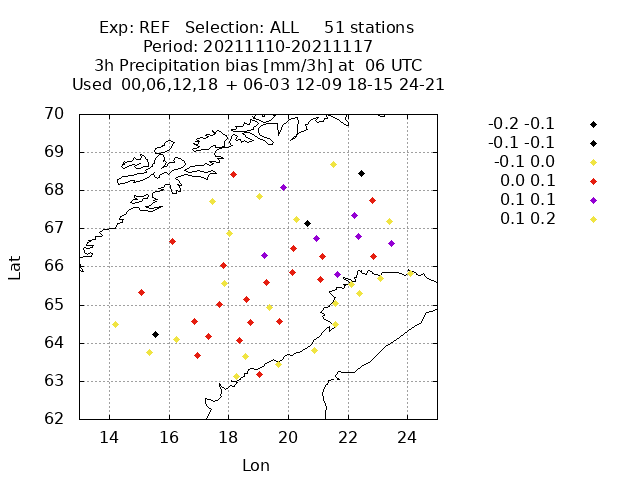 Exp: REF   Selection: ALL     51 stations
Period: 20211110-20211117
3h Precipitation bias [mm/3h] at  06 UTC
Used  00,06,12,18  + 06-03 12-09 18-15 24-21
-0.2 -0.1
-0.1 -0.1
-0.1 0.0
0.0 0.1
0.1 0.1
0.1 0.2
70
69
68
67
66
65
64
63
62
Lat
14 16 18 20 22 24
Lon